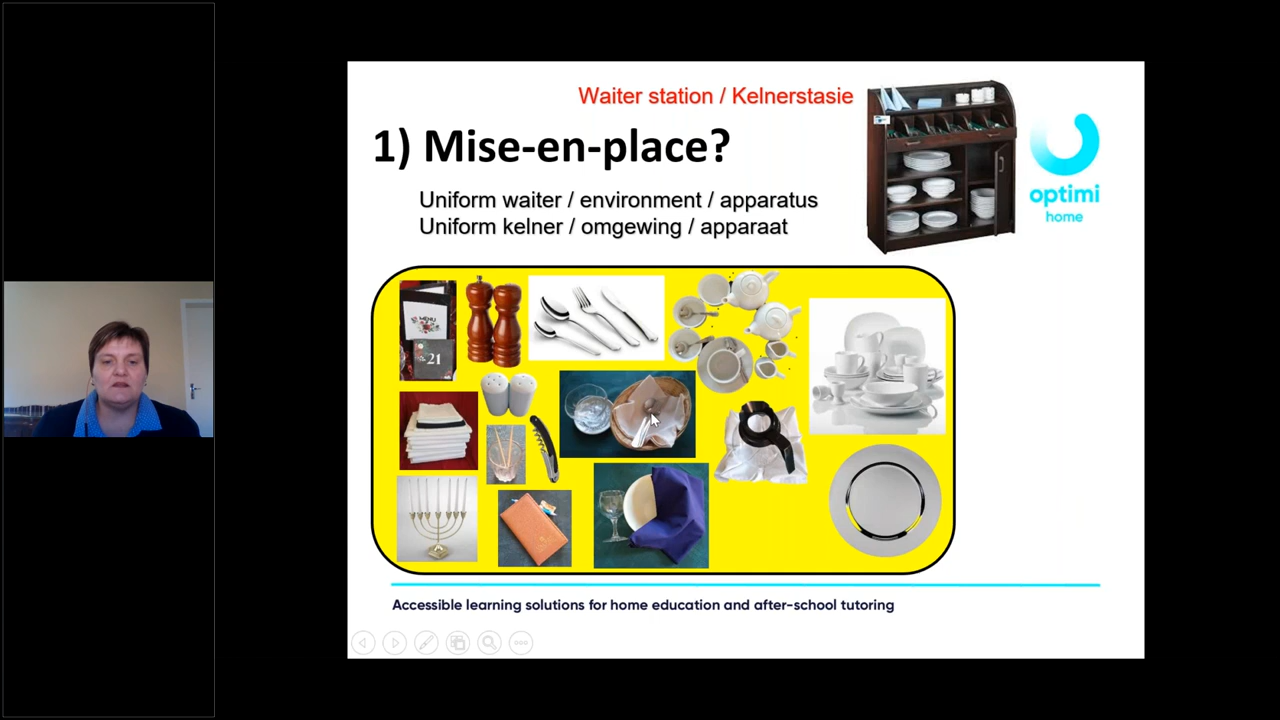 Waiter station / Kelnerstasie
1) Mise-en-place?
optimi
home
Uniform waiter / environment / apparatus
Uniform kelner / omgewing / apparaat
MENU
21
Accessible learning solutions for home education and after-school tutoring